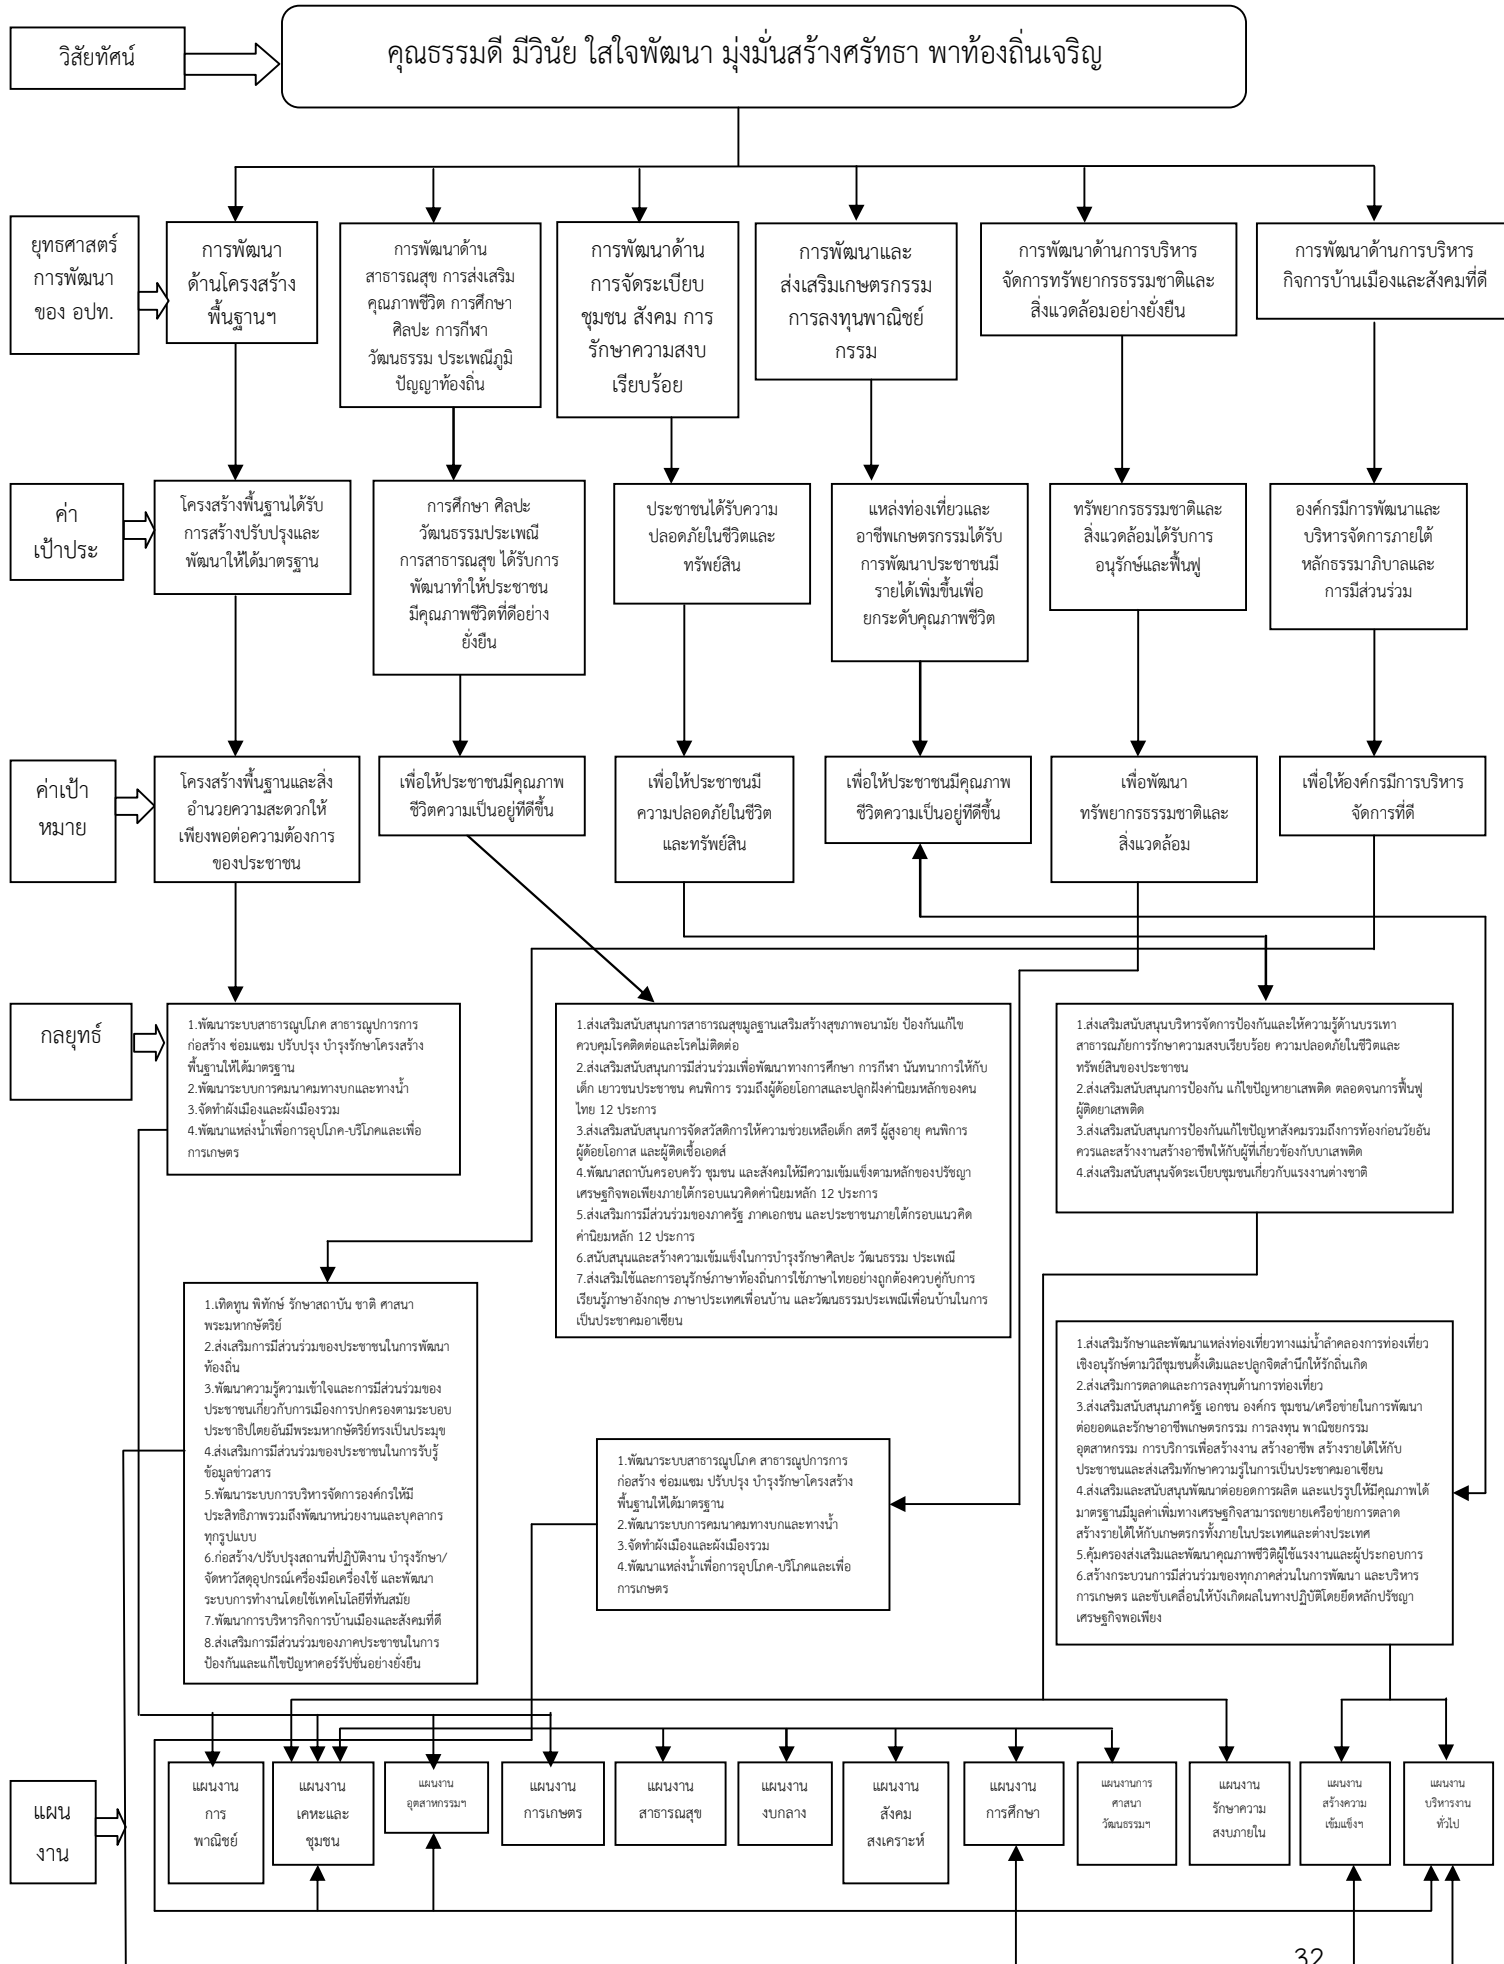 วิสัยทัศน์
คุณธรรมดี มีวินัย ใส่ใจพัฒนา มุ่งมั่นสร้างศรัทธา พาท้องถิ่นเจริญ
ยุทธศาสตร์
การพัฒนา
ของ อปท.
การพัฒนา
ด้านโครงสร้าง
พื้นฐานฯ
การพัฒนาด้าน
สาธารณสุข การส่งเสริม
คุณภาพชีวิต การศึกษา
ศิลปะ การกีฬา
วัฒนธรรม ประเพณีภูมิ
ปัญญาท้องถิ่น
การพัฒนาด้าน
การจัดระเบียบ
ชุมชน สังคม การ
รักษาความสงบ
เรียบร้อย
การพัฒนาและ
ส่งเสริมเกษตรกรรม
การลงทุนพาณิชย์
กรรม
การพัฒนาด้านการบริหาร
จัดการทรัพยากรธรรมชาติและ
สิ่งแวดล้อมอย่างยั่งยืน
การพัฒนาด้านการบริหาร
กิจการบ้านเมืองและสังคมที่ดี
ค่า
เป้าประ
โครงสร้างพื้นฐานได้รับ
การสร้างปรับปรุงและ
พัฒนาให้ได้มาตรฐาน
การศึกษา ศิลปะ
วัฒนธรรมประเพณี
การสาธารณสุข ได้รับการ
พัฒนาทำให้ประชาชน
มีคุณภาพชีวิตที่ดีอย่าง
ยั่งยืน
ประชาชนได้รับความ
ปลอดภัยในชีวิตและ
ทรัพย์สิน
แหล่งท่องเที่ยวและ
อาชีพเกษตรกรรมได้รับ
การพัฒนาประชาชนมี
รายได้เพิ่มขึ้นเพื่อ
ยกระดับคุณภาพชีวิต
ทรัพยากรธรรมชาติและ
สิ่งแวดล้อมได้รับการ
อนุรักษ์และฟื้นฟู
องค์กรมีการพัฒนาและ
บริหารจัดการภายใต้
หลักธรรมาภิบาลและ
การมีส่วนร่วม
ค่าเป้า
หมาย
โครงสร้างพื้นฐานและสิ่ง
อำนวยความสะดวกให้
เพียงพอต่อความต้องการ
ของประชาชน
เพื่อให้ประชาชนมีคุณภาพ
ชีวิตความเป็นอยู่ที่ดีขึ้น
เพื่อให้ประชาชนมี
ความปลอดภัยในชีวิต
และทรัพย์สิน
เพื่อให้ประชาชนมีคุณภาพ
ชีวิตความเป็นอยู่ที่ดีขึ้น
เพื่อพัฒนา
ทรัพยากรธรรมชาติและ
สิ่งแวดล้อม
เพื่อให้องค์กรมีการบริหาร
จัดการที่ดี
กลยุทธ์
1.พัฒนาระบบสาธารณูปโภค สาธารณูปการการ
ก่อสร้าง ซ่อมแซม ปรับปรุง บำรุงรักษาโครงสร้าง
พื้นฐานให้ได้มาตรฐาน
2.พัฒนาระบบการคมนาคมทางบกและทางน้ำ
3.จัดทำผังเมืองและผังเมืองรวม
4.พัฒนาแหล่งน้ำเพื่อการอุปโภค-บริโภคและเพื่อ
การเกษตร
1.ส่งเสริมสนับสนุนการสาธารณสุขมูลฐานเสริมสร้างสุขภาพอนามัย ป้องกันแก้ไข
ควบคุมโรคติดต่อและโรคไม่ติดต่อ
2.ส่งเสริมสนับสนุนการมีส่วนร่วมเพื่อพัฒนาทางการศึกษา การกีฬา นันทนาการให้กับ
เด็ก เยาวชนประชาชน คนพิการ รวมถึงผู้ด้อยโอกาสและปลูกฝังค่านิยมหลักของคน
ไทย 12 ประการ
3.ส่งเสริมสนับสนุนการจัดสวัสดิการให้ความช่วยเหลือเด็ก สตรี ผู้สูงอายุ คนพิการ
ผู้ด้อยโอกาส และผู้ติดเชื้อเอดส์
4.พัฒนาสถาบันครอบครัว ชุมชน และสังคมให้มีความเข้มแข็งตามหลักของปรัชญา
เศรษฐกิจพอเพียงภายใต้กรอบแนวคิดค่านิยมหลัก 12 ประการ
5.ส่งเสริมการมีส่วนร่วมของภาครัฐ ภาคเอกชน และประชาชนภายใต้กรอบแนวคิด
ค่านิยมหลัก 12 ประการ
6.สนับสนุนและสร้างความเข้มแข็งในการบำรุงรักษาศิลปะ วัฒนธรรม ประเพณี
7.ส่งเสริมใช้และการอนุรักษ์ภาษาท้องถิ่นการใช้ภาษาไทยอย่างถูกต้องควบคู่กับการ
เรียนรู้ภาษาอังกฤษ ภาษาประเทศเพื่อนบ้าน และวัฒนธรรมประเพณีเพื่อนบ้านในการ
เป็นประชาคมอาเซียน
1.ส่งเสริมสนับสนุนบริหารจัดการป้องกันและให้ความรู้ด้านบรรเทา
สาธารณภัยการรักษาความสงบเรียบร้อย ความปลอดภัยในชีวิตและ
ทรัพย์สินของประชาชน
2.ส่งเสริมสนับสนุนการป้องกัน แก้ไขปัญหายาเสพติด ตลอดจนการฟื้นฟู
ผู้ติดยาเสพติด
3.ส่งเสริมสนับสนุนการป้องกันแก้ไขปัญหาสังคมรวมถึงการท้องก่อนวัยอัน
ควรและสร้างงานสร้างอาชีพให้กับผู้ที่เกี่ยวข้องกับบาเสพติด
4.ส่งเสริมสนับสนุนจัดระเบียบชุมชนเกี่ยวกับแรงงานต่างชาติ
1.เทิดทูน พิทักษ์ รักษาสถาบัน ชาติ ศาสนา
พระมหากษัตริย์
2.ส่งเสริมการมีส่วนร่วมของประชาชนในการพัฒนา
ท้องถิ่น
3.พัฒนาความรู้ความเข้าใจและการมีส่วนร่วมของ
ประชาชนเกี่ยวกับการเมืองการปกครองตามระบอบ
ประชาธิปไตยอันมีพระมหากษัตริย์ทรงเป็นประมุข
4.ส่งเสริมการมีส่วนร่วมของประชาชนในการรับรู้
ข้อมูลข่าวสาร
5.พัฒนาระบบการบริหารจัดการองค์กรให้มี
ประสิทธิภาพรวมถึงพัฒนาหน่วยงานและบุคลากร
ทุกรูปแบบ
6.ก่อสร้าง/ปรับปรุงสถานที่ปฏิบัติงาน บำรุงรักษา/
จัดหาวัสดุอุปกรณ์เครื่องมือเครื่องใช้ และพัฒนา
ระบบการทำงานโดยใช้เทคโนโลยีที่ทันสมัย
7.พัฒนาการบริหารกิจการบ้านเมืองและสังคมที่ดี
8.ส่งเสริมการมีส่วนร่วมของภาคประชาชนในการ
ป้องกันและแก้ไขปัญหาคอร์รัปชั่นอย่างยั่งยืน
1.พัฒนาระบบสาธารณูปโภค สาธารณูปการการ
ก่อสร้าง ซ่อมแซม ปรับปรุง บำรุงรักษาโครงสร้าง
พื้นฐานให้ได้มาตรฐาน
2.พัฒนาระบบการคมนาคมทางบกและทางน้ำ
3.จัดทำผังเมืองและผังเมืองรวม
4.พัฒนาแหล่งน้ำเพื่อการอุปโภค-บริโภคและเพื่อ
การเกษตร
1.ส่งเสริมรักษาและพัฒนาแหล่งท่องเที่ยวทางแม่น้ำลำคลองการท่องเที่ยว
เชิงอนุรักษ์ตามวิถีชุมชนดั้งเดิมและปลูกจิตสำนึกให้รักถิ่นเกิด
2.ส่งเสริมการตลาดและการลงทุนด้านการท่องเที่ยว
3.ส่งเสริมสนับสนุนภาครัฐ เอกชน องค์กร ชุมชน/เครือข่ายในการพัฒนา
ต่อยอดและรักษาอาชีพเกษตรกรรม การลงทุน พาณิชยกรรม
อุตสาหกรรม การบริการเพื่อสร้างงาน สร้างอาชีพ สร้างรายได้ให้กับ
ประชาชนและส่งเสริมทักษาความรู้ในการเป็นประชาคมอาเซียน
4.ส่งเสริมและสนับสนุนพัฒนาต่อยอดการผลิต และแปรรูปให้มีคุณภาพได้
มาตรฐานมีมูลค่าเพิ่มทางเศรษฐกิจสามารถขยายเครือข่ายการตลาด
สร้างรายได้ให้กับเกษตรกรทั้งภายในประเทศและต่างประเทศ
5.คุ้มครองส่งเสริมและพัฒนาคุณภาพชีวิติผู้ใช้แรงงานและผู้ประกอบการ
6.สร้างกระบวนการมีส่วนร่วมของทุกภาคส่วนในการพัฒนา และบริหาร
การเกษตร และขับเคลื่อนให้บังเกิดผลในทางปฏิบัติโดยยึดหลักปรัชญา
เศรษฐกิจพอเพียง
แผน
งาน
แผนงาน
การ
พาณิชย์
แผนงาน
เคหะและ
ชุมชน
แผนงาน
อุตสาหกรรมฯ
แผนงาน
การเกษตร
แผนงาน
สาธารณสุข
แผนงาน
งบกลาง
แผนงาน
สังคม
สงเคราะห์
แผนงาน
การศึกษา
แผนงานการ
ศาสนา
วัฒนธรรมฯ
แผนงาน
รักษาความ
สงบภายใน
แผนงาน
สร้างความ
เข้มแข็งฯ
แผนงาน
บริหารงาน
ทั่วไป
32